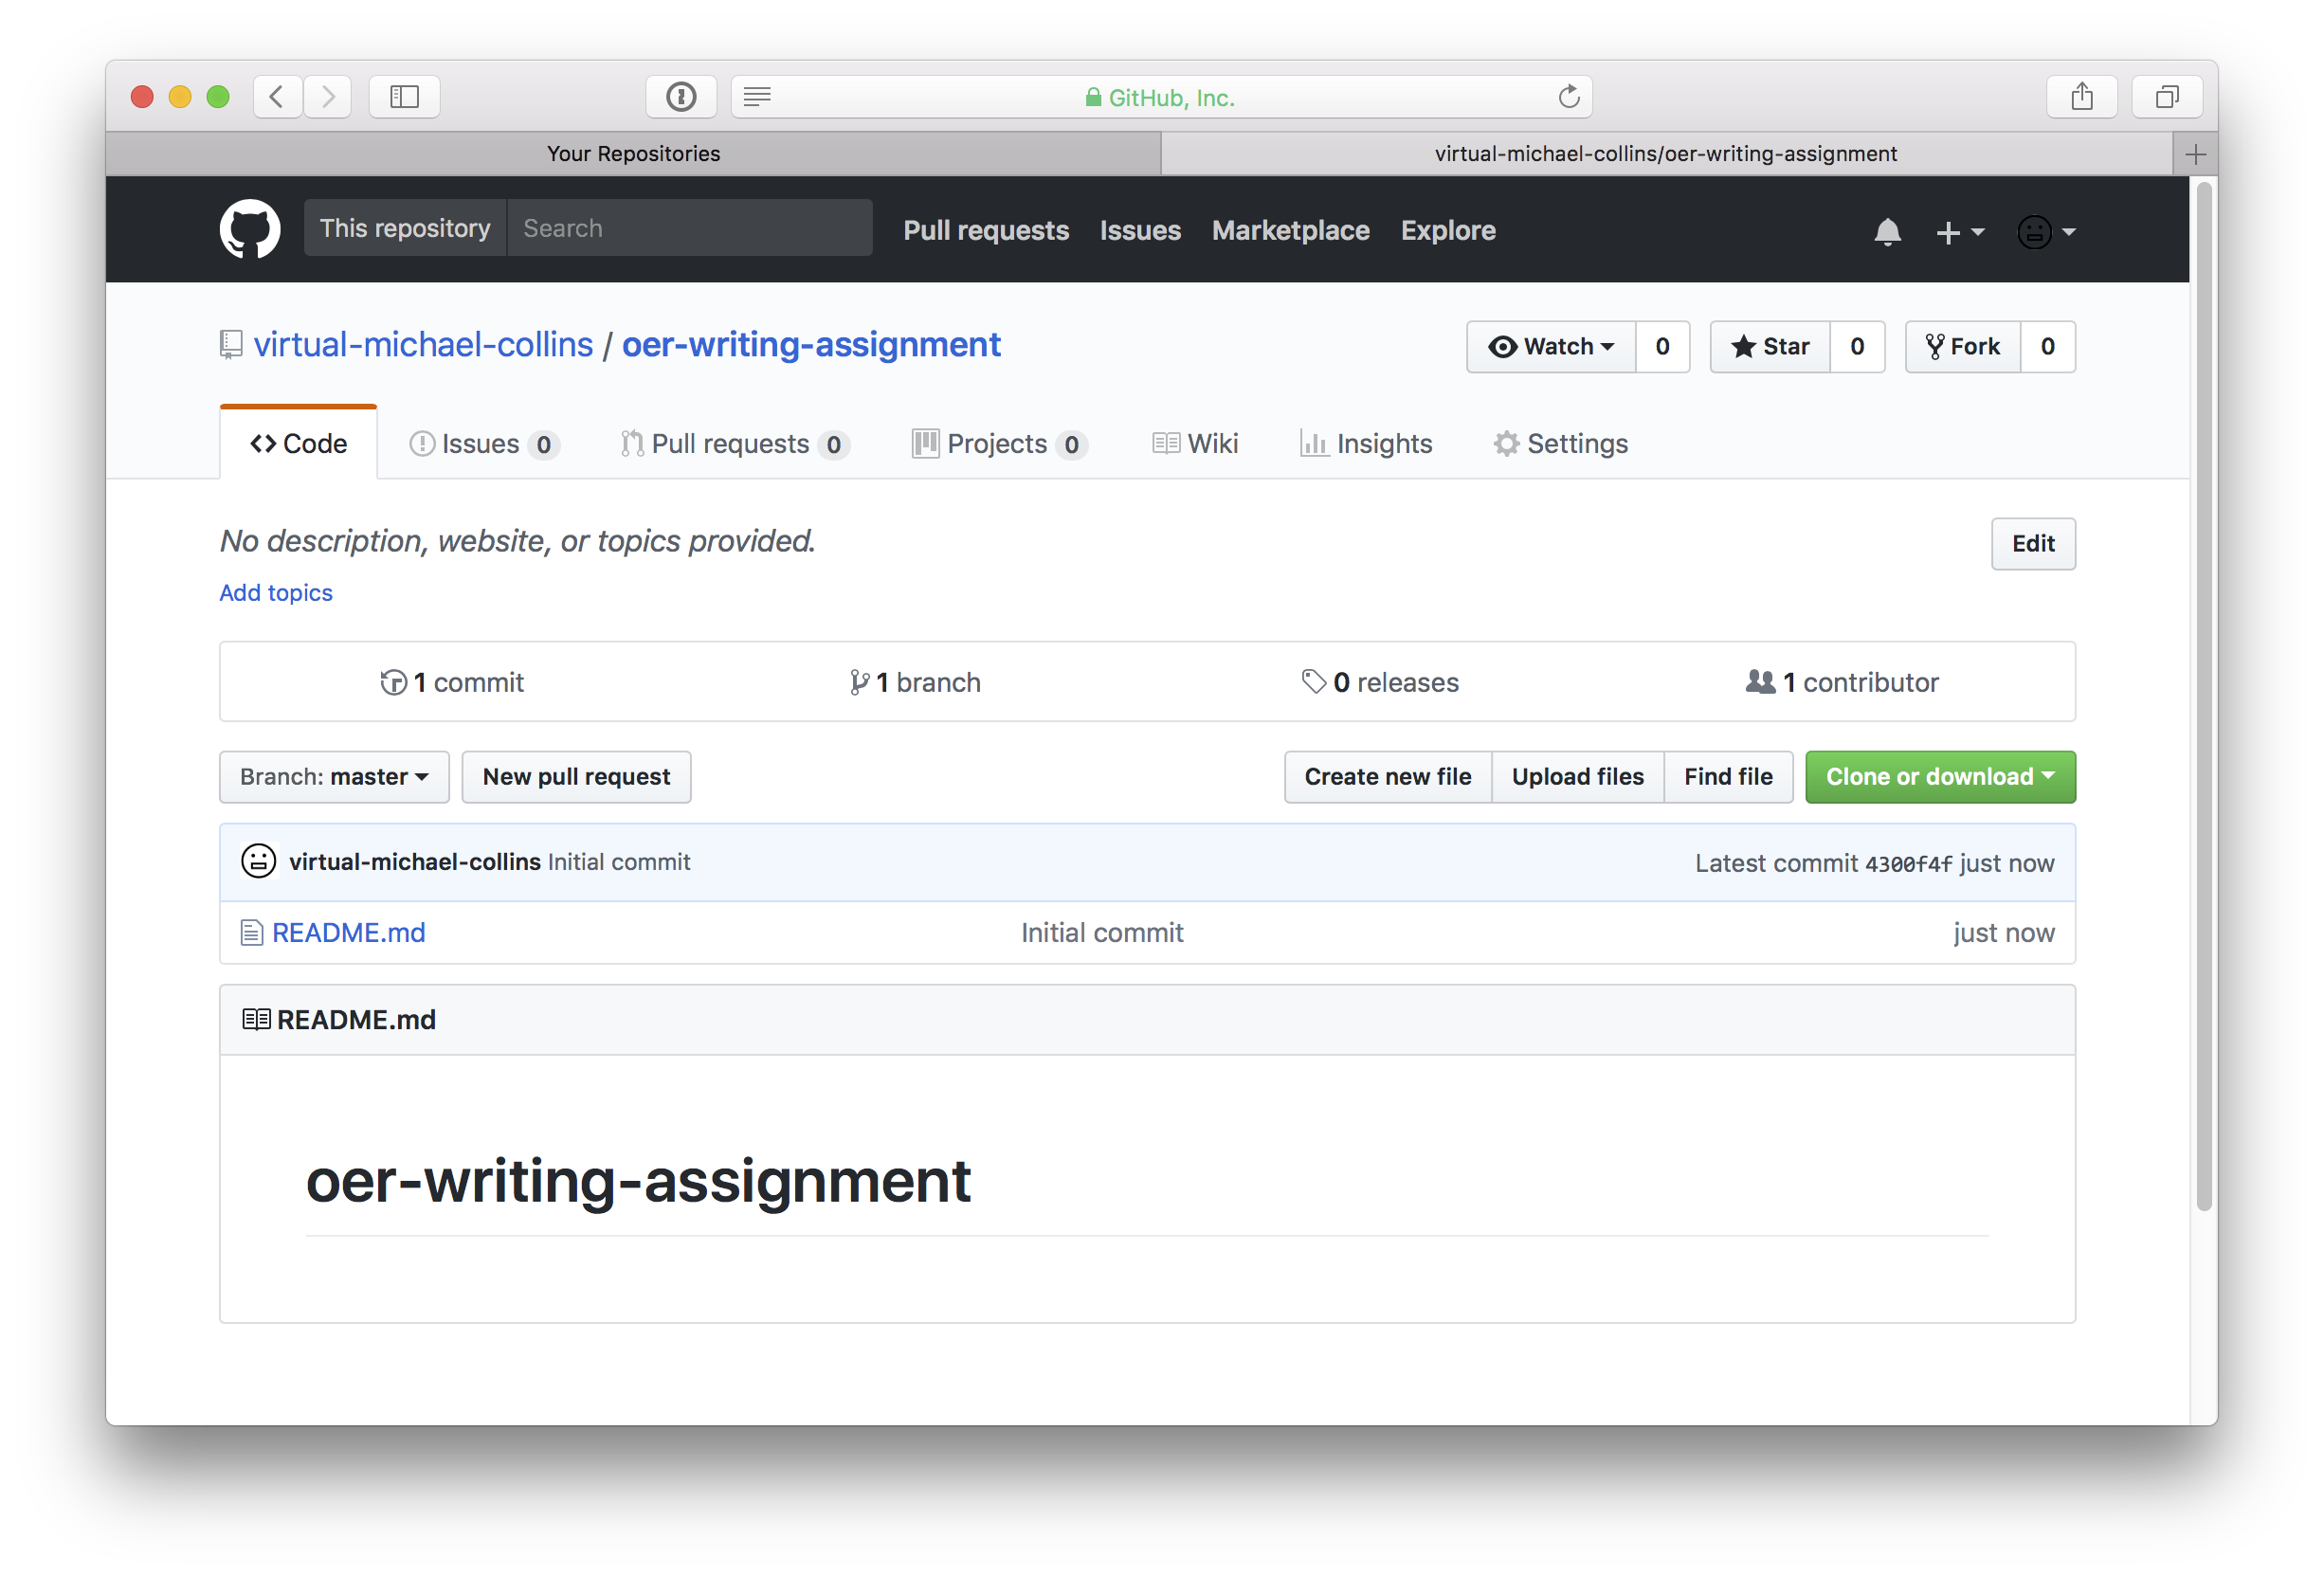 GitHub, Inc.
Your Repositories
virtual-michael-collins/oer-writing-assignment
This repository Search Pull requests Issues Marketplace Explore
virtual-michael-collins / oer-writing-assignment
Watch 0 Star 0 Fork 0
Code Issues 0 Pull requests 0 Projects 0 Wiki Insights Settings
No description, website, or topics provided.
Edit
Add topics
1 commit 1 branch 0 releases 1 contributor
Branch: master New pull request Create new file Upload files Find file Clone or download
virtual-michael-collins Initial commit Latest commit 4300f4f just now
README.md Initial commit just now
README.md
oer-writing-assignment